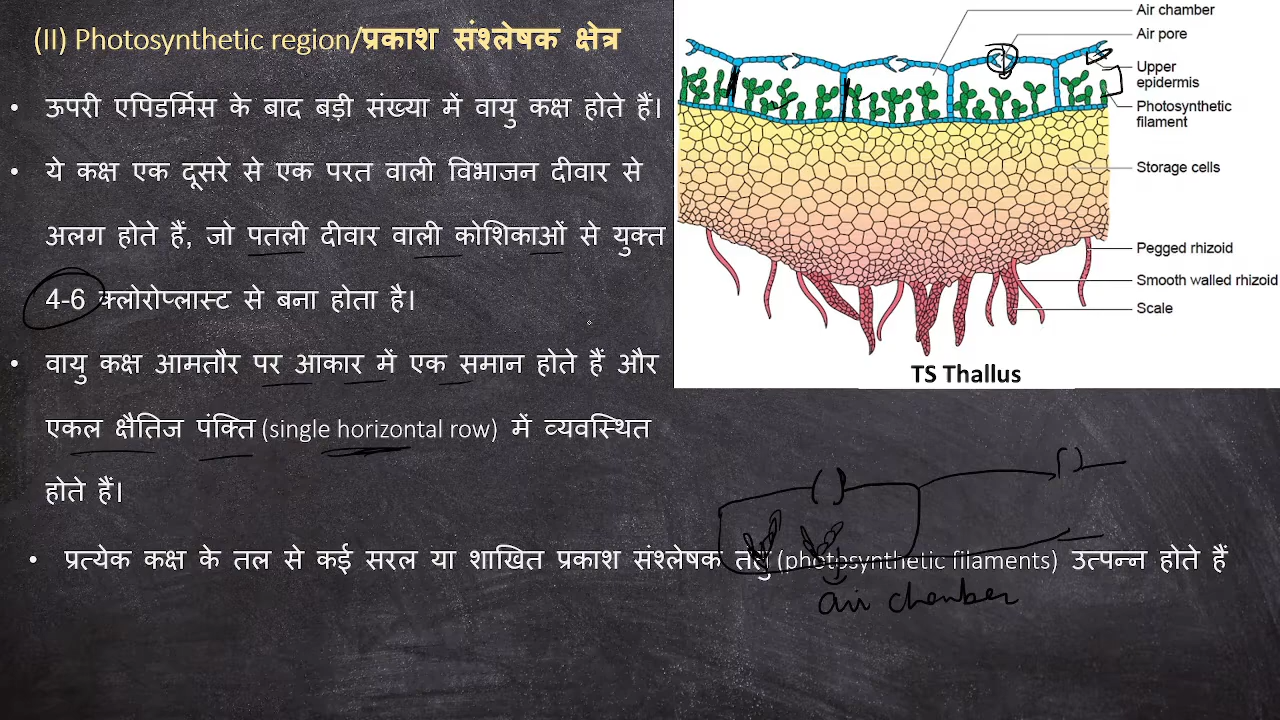 (II) Photosynthetic region/प्रकाश संश्लेषक क्षेत्र
• ऊपरी एपिडर्मिस के बाद बड़ी संख्या में वायु कक्ष होते हैं।
• ये कक्ष एक दूसरे से एक परत वाली विभाजन दीवार से
अलग होते हैं, जो पतली दीवार वाली कोशिकाओं से युक्त
4-6 क्लोरोप्लास्ट से बना होता है।
• वायु कक्ष आमतौर पर आकार में एक समान होते हैं और
एकल क्षैतिज पंक्ति (single horizontal row) में व्यवस्थित
होते हैं।
• प्रत्येक कक्ष के तल से कई सरल या शाखित प्रकाश संश्लेषक तंतु (photosynthetic filaments) उत्पन्न होते हैं
Air chamber
Air pore
Upper
epidermis
Photosynthetic
filament
Storage cells
Pegged rhizoid
Smooth walled rhizoid
Scale
TS Thallus
air chember